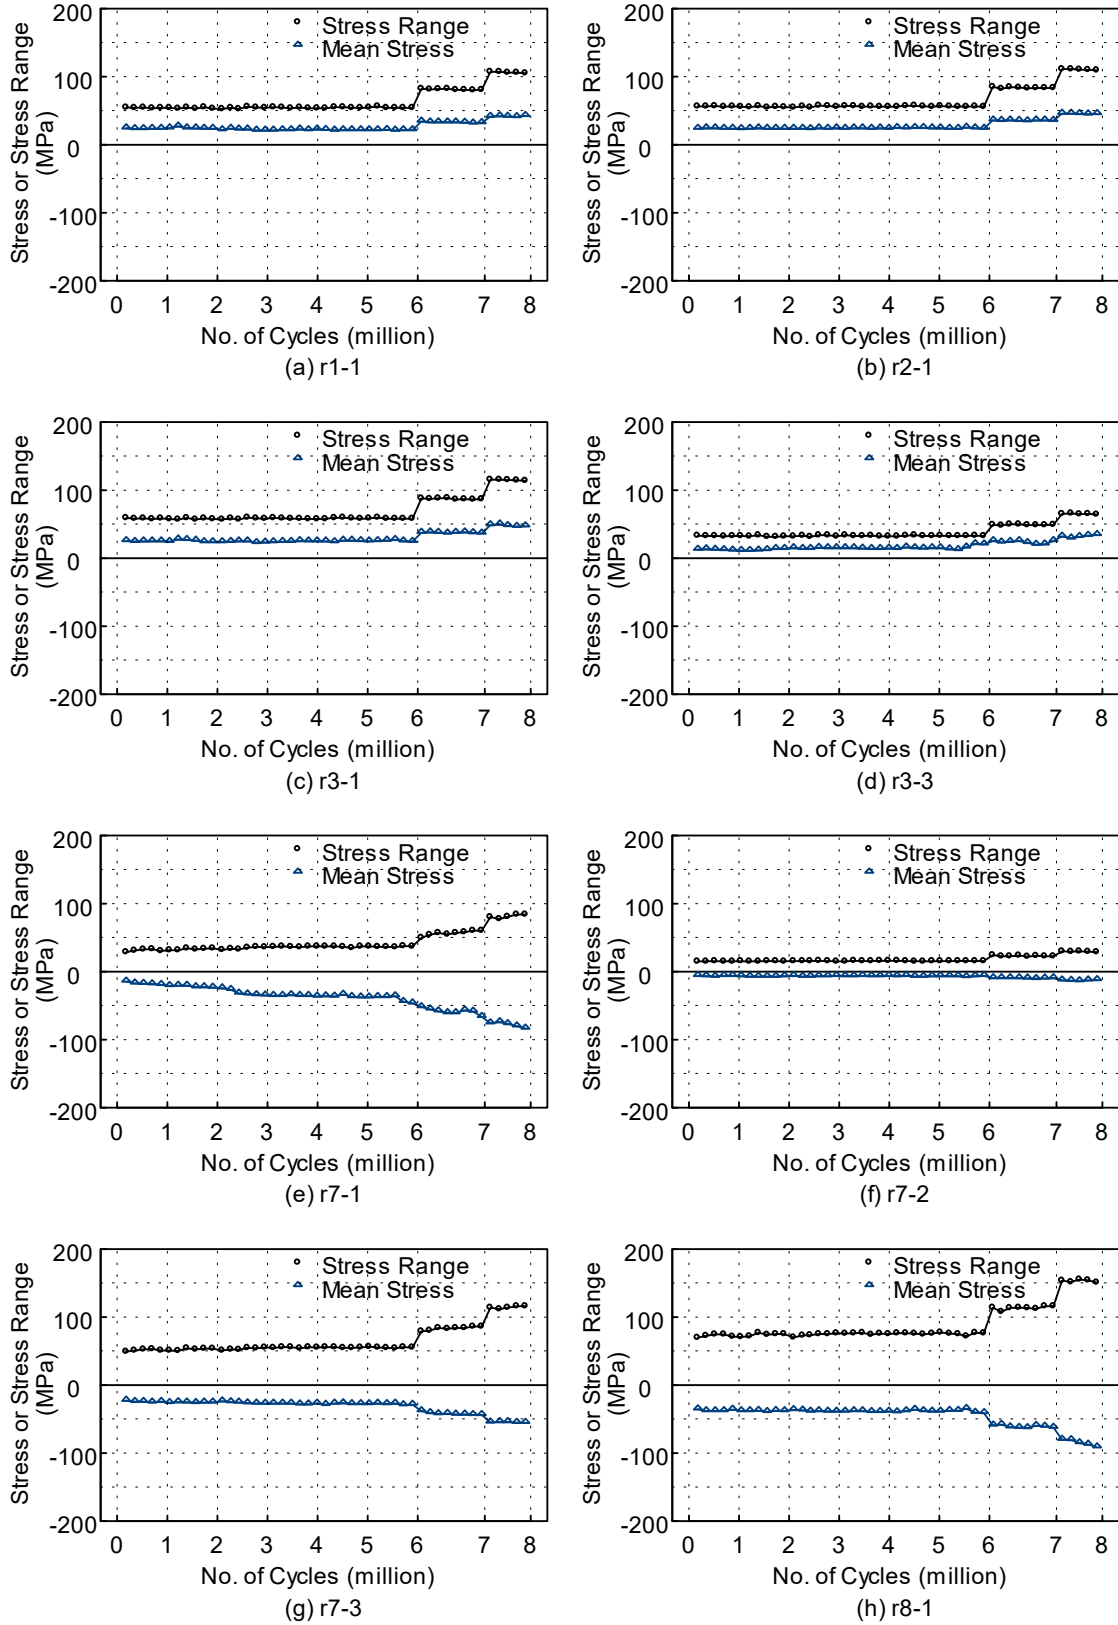 200
100
0
-100
-200
Stress or Stress Range
(MPa)
Stress Range
Mean Stress
0 1 2 3 4 5 6 7 8
No. of Cycles (million)
(a) r1-1
200
100
0
-100
-200
Stress or Stress Range
(MPa)
Stress Range
Mean Stress
0 1 2 3 4 5 6 7 8
No. of Cycles (million)
(b) r2-1
200
100
0
-100
-200
Stress or Stress Range
(MPa)
Stress Range
Mean Stress
0 1 2 3 4 5 6 7 8
No. of Cycles (million)
(c) r3-1
200
100
0
-100
-200
Stress or Stress Range
(MPa)
Stress Range
Mean Stress
0 1 2 3 4 5 6 7 8
No. of Cycles (million)
(d) r3-3
200
100
0
-100
-200
Stress or Stress Range
(MPa)
Stress Range
Mean Stress
0 1 2 3 4 5 6 7 8
No. of Cycles (million)
(e) r7-1
200
100
0
-100
-200
Stress or Stress Range
(MPa)
Stress Range
Mean Stress
0 1 2 3 4 5 6 7 8
No. of Cycles (million)
(f) r7-2
200
100
0
-100
-200
Stress or Stress Range
(MPa)
Stress Range
Mean Stress
0 1 2 3 4 5 6 7 8
No. of Cycles (million)
(g) r7-3
200
100
0
-100
-200
Stress or Stress Range
(MPa)
Stress Range
Mean Stress
0 1 2 3 4 5 6 7 8
No. of Cycles (million)
(h) r8-1